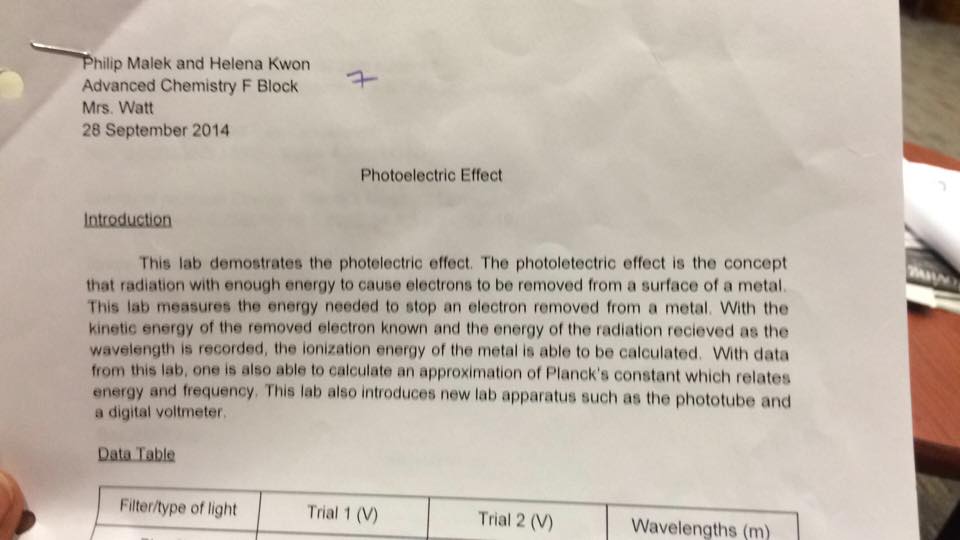 Philip Malek and Helena Kwon
Advanced Chemistry F Block
Mrs. Watt
28 September 2014
7
Photoelectric Effect
Introduction
This lab demostrates the photelectric effect. The photoletectric effect is the concept
that radiation with enough energy to cause electrons to be removed from a surface of a metal.
This lab measures the energy needed to stop an electron removed from a metal. With the
kinetic energy of the removed electron known and the energy of the radiation recieved as the
wavelength is recorded, the ionization energy of the metal is able to be calculated. With data
from this lab, one is also able to calculate an approximation of Planck's constant which relates
energy and frequency. This lab also introduces new lab apparatus such as the phototube and
a digital voltmeter.
Data Table
Filter/type of light Trial 1 (V) Trial 2 (V) Wavelengths (m)